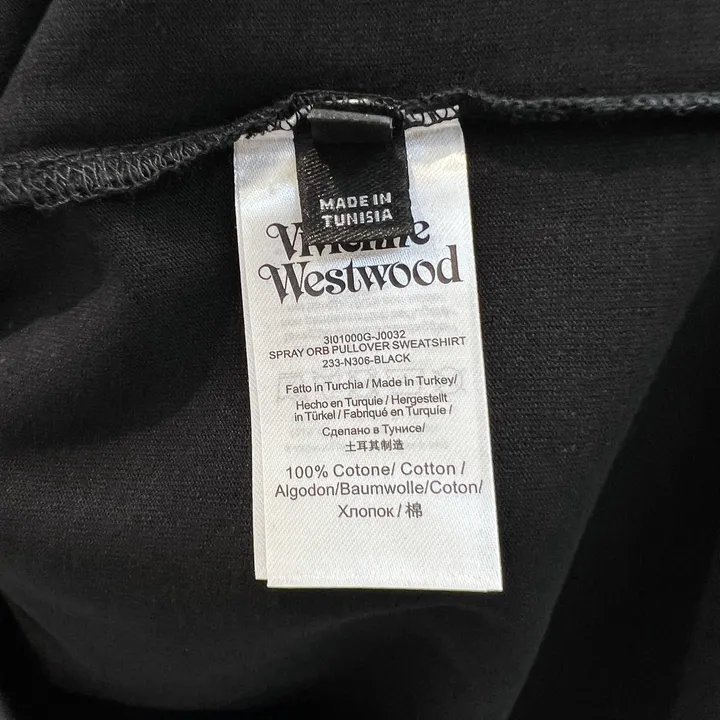 MADE IN
TUNISIA
Vivienne
Westwood
3I01000G-J0032
SPRAY ORB PULLOVER SWEATSHIRT
233-N306-BLACK
Fatto in Turchia / Made in Turkey/
Hecho en Turquie / Hergestellt
in Türkel / Fabriqué en Turquie /
Сделано в Тунисе/
土耳其制造
100% Cotone/ Cotton /
Algodon/Baumwolle/Coton/
Хлопок / 棉